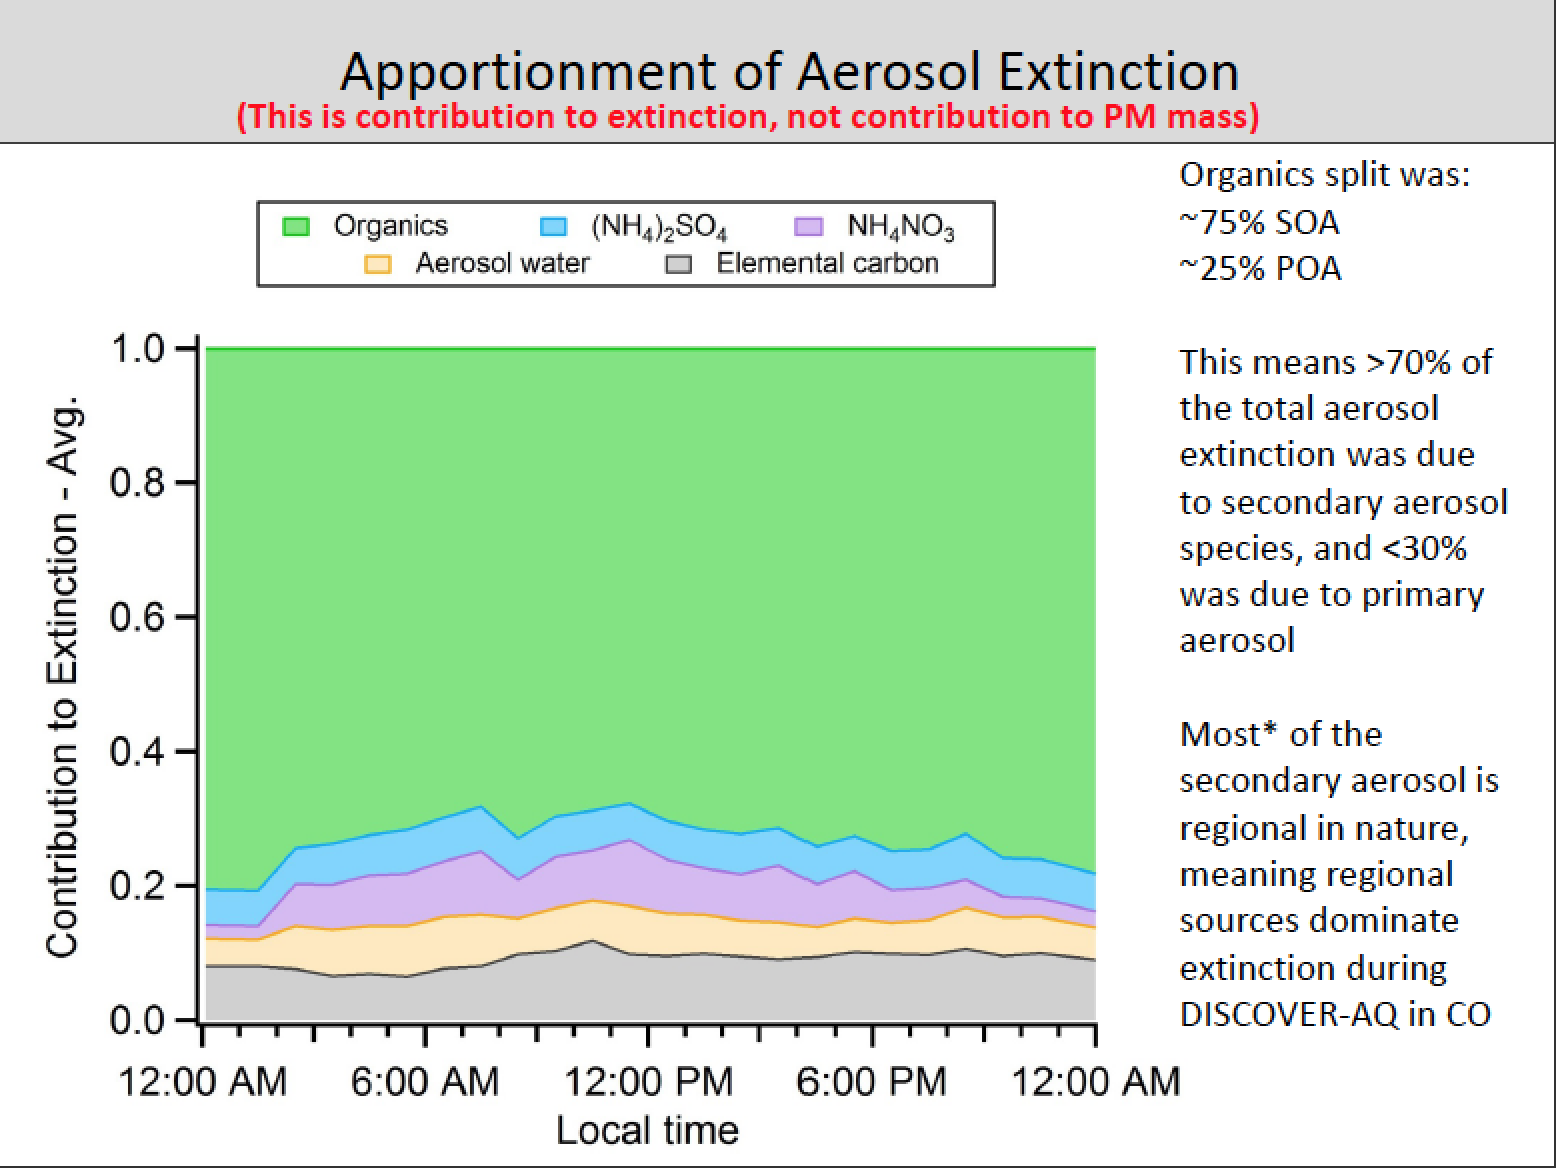 Apportionment of Aerosol Extinction
(This is contribution to extinction, not contribution to PM mass)
Organics (NH₄)₂SO₄ NH₄NO₃
Aerosol water Elemental carbon
Contribution to Extinction - Avg.
1.0
0.8
0.6
0.4
0.2
0.0
12:00 AM 6:00 AM 12:00 PM 6:00 PM 12:00 AM
Local time
Organics split was:
~75% SOA
~25% POA
This means >70% of
the total aerosol
extinction was due
to secondary aerosol
species, and <30%
was due to primary
aerosol
Most* of the
secondary aerosol is
regional in nature,
meaning regional
sources dominate
extinction during
DISCOVER-AQ in CO